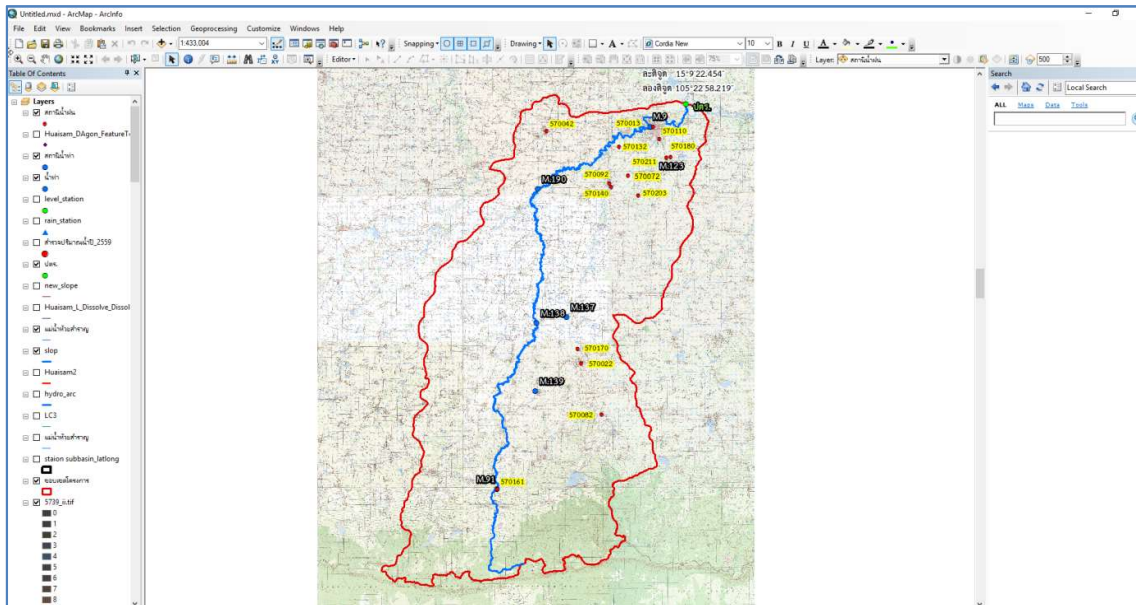 Untitled.mxd - ArcMap - ArcInfo
File Edit View Bookmarks Insert Selection Geoprocessing Customize Windows Help
1:433,004
Snapping
Drawing
Cordia New
10
B I U A
Editor
75%
Layer: สถานีน้ำฝน
500
Table Of Contents
Layers
สถานีน้ำฝน
Huaisam_DAgon_FeatureT
สถานีน้ำท่า
น้ำท่า
level_station
rain_station
สำรวจปริมาณน้ำปี_2559
ปตร.
new_slope
Huaisam_L_Dissolve_Dissol
แม่น้ำห้วยสำราญ
slop
Huaisam2
hydro_arc
LC3
แม่น้ำห้วยสำราญ
staion subbasin_latlong
ขอบเขตโครงการ
5739_iii.tif
0
1
2
3
4
5
6
7
8
ละติจูด 15°9'22.454"
ลองติจูด 105°22'58.219"
ปตร.
570042
570013
M.9
570110
570132
570180
570211
M.123
570092
570072
M.190
570140
570203
M.137
M.138
570170
570022
M.139
570082
M.91
570161
Search
Local Search
ALL Maps Data Tools